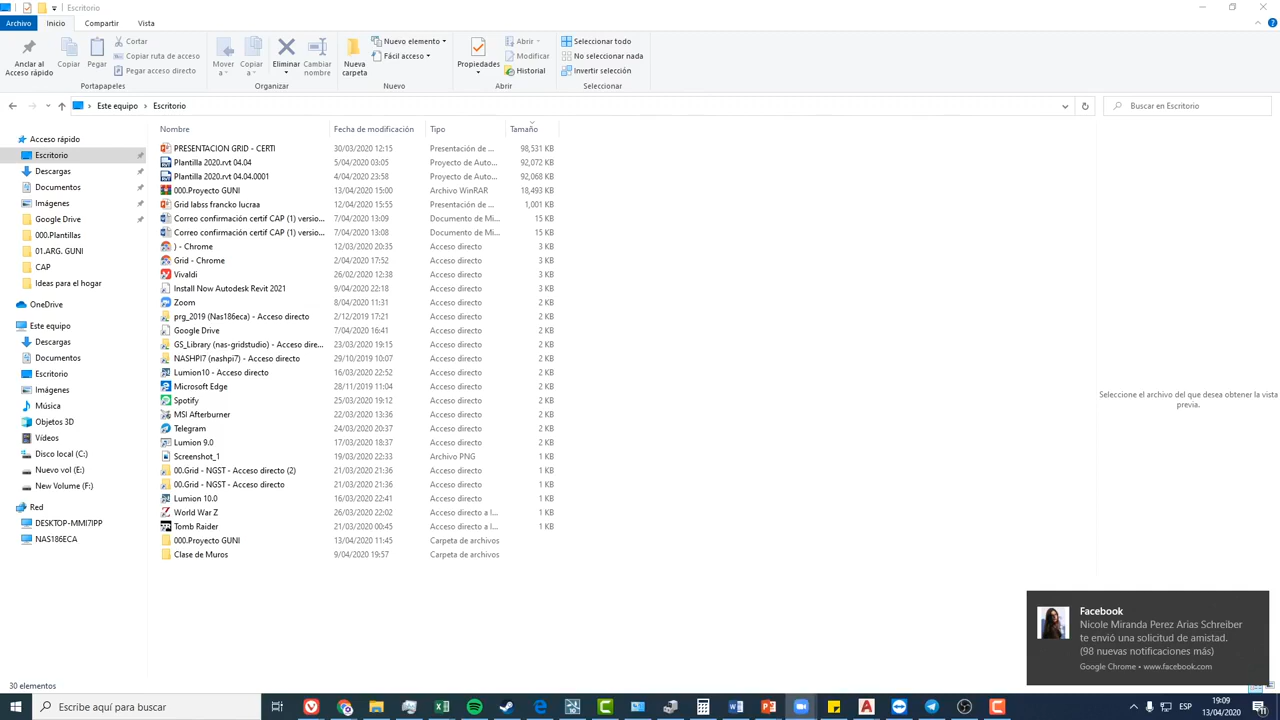 Escritorio
Archivo Inicio Compartir Vista
Anclar al Acceso rápido
Copiar
Pegar
Cortar
Copiar ruta de acceso
Pegar acceso directo
Portapapeles
Mover a
Copiar a
Eliminar
Cambiar nombre
Organizar
Nueva carpeta
Nuevo elemento
Fácil acceso
Nuevo
Propiedades
Abrir
Modificar
Historial
Abrir
Seleccionar todo
No seleccionar nada
Invertir selección
Seleccionar
Este equipo > Escritorio
Buscar en Escritorio
Acceso rápido
Escritorio
Descargas
Documentos
Imágenes
Google Drive
000.Plantillas
01.ARG. GUNI
CAP
Ideas para el hogar
OneDrive
Este equipo
Descargas
Documentos
Escritorio
Imágenes
Música
Objetos 3D
Vídeos
Disco local (C:)
Nuevo vol (E:)
New Volume (F:)
Red
DESKTOP-MMI7IPP
NAS186ECA
Nombre Fecha de modificación Tipo Tamaño
PRESENTACION GRID - CERTI 30/03/2020 12:15 Presentación de ... 98,531 KB
Plantilla 2020.rvt 04.04 5/04/2020 03:05 Proyecto de Auto... 92,072 KB
Plantilla 2020.rvt 04.04.0001 4/04/2020 23:58 Proyecto de Auto... 92,068 KB
000.Proyecto GUNI 13/04/2020 15:00 Archivo WinRAR 18,493 KB
Grid labss francko lucraa 12/04/2020 15:55 Presentación de ... 1,001 KB
Correo confirmación certif CAP (1) versio... 7/04/2020 13:09 Documento de Mi... 15 KB
Correo confirmación certif CAP (1) versio... 7/04/2020 13:08 Documento de Mi... 15 KB
) - Chrome 12/03/2020 20:35 Acceso directo 3 KB
Grid - Chrome 2/04/2020 17:52 Acceso directo 3 KB
Vivaldi 26/02/2020 12:38 Acceso directo 3 KB
Install Now Autodesk Revit 2021 9/04/2020 22:18 Acceso directo 3 KB
Zoom 8/04/2020 11:31 Acceso directo 2 KB
prg_2019 (Nas186eca) - Acceso directo 2/12/2019 17:21 Acceso directo 2 KB
Google Drive 7/04/2020 16:41 Acceso directo 2 KB
GS_Library (nas-gridstudio) - Acceso dire... 23/03/2020 19:15 Acceso directo 2 KB
NASHPI7 (nashpi7) - Acceso directo 29/10/2019 10:07 Acceso directo 2 KB
Lumion10 - Acceso directo 16/03/2020 22:52 Acceso directo 2 KB
Microsoft Edge 28/11/2019 11:04 Acceso directo 2 KB
Spotify 25/03/2020 19:12 Acceso directo 2 KB
MSI Afterburner 22/03/2020 13:36 Acceso directo 2 KB
Telegram 24/03/2020 20:37 Acceso directo 2 KB
Lumion 9.0 17/03/2020 18:37 Acceso directo 2 KB
Screenshot_1 19/03/2020 22:33 Archivo PNG 1 KB
00.Grid - NGST - Acceso directo (2) 21/03/2020 21:36 Acceso directo 1 KB
00.Grid - NGST - Acceso directo 21/03/2020 21:36 Acceso directo 1 KB
Lumion 10.0 16/03/2020 22:41 Acceso directo 1 KB
World War Z 26/03/2020 22:02 Acceso directo a I... 1 KB
Tomb Raider 21/03/2020 00:45 Acceso directo a I... 1 KB
000.Proyecto GUNI 13/04/2020 11:45 Carpeta de archivos
Clase de Muros 9/04/2020 19:57 Carpeta de archivos
Seleccione el archivo del que desea obtener la vista
previa.
Facebook
Nicole Miranda Perez Arias Schreiber
te envió una solicitud de amistad.
(98 nuevas notificaciones más)
Google Chrome • www.facebook.com
30 elementos
Escribe aquí para buscar
ESP
19:09
13/04/2020